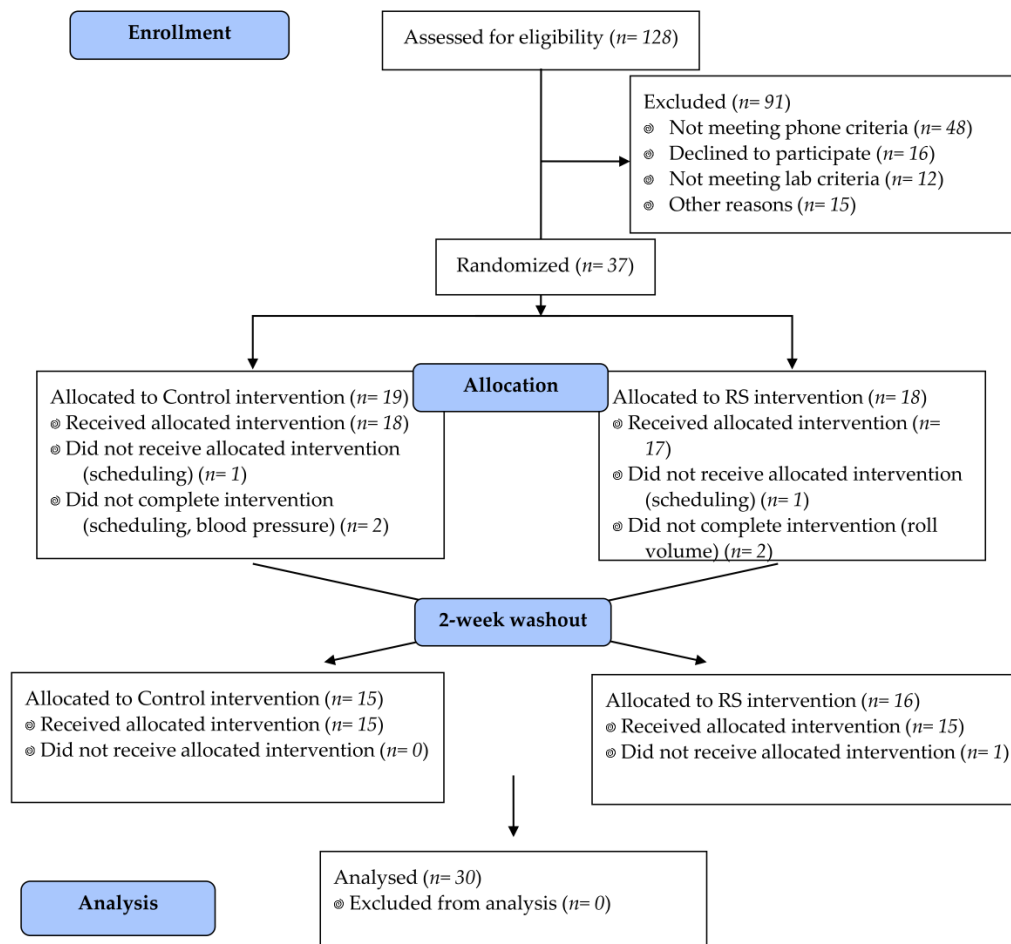 Enrollment
Assessed for eligibility (n= 128)
Excluded (n= 91)
Not meeting phone criteria (n= 48)
Declined to participate (n= 16)
Not meeting lab criteria (n= 12)
Other reasons (n= 15)
Randomized (n= 37)
Allocation
Allocated to Control intervention (n= 19)
Received allocated intervention (n= 18)
Did not receive allocated intervention
(scheduling) (n= 1)
Did not complete intervention
(scheduling, blood pressure) (n= 2)
Allocated to RS intervention (n= 18)
Received allocated intervention (n=
17)
Did not receive allocated intervention
(scheduling) (n= 1)
Did not complete intervention (roll
volume) (n= 2)
2-week washout
Allocated to Control intervention (n= 15)
Received allocated intervention (n= 15)
Did not receive allocated intervention (n= 0)
Allocated to RS intervention (n= 16)
Received allocated intervention (n= 15)
Did not receive allocated intervention (n= 1)
Analysis
Analysed (n= 30)
Excluded from analysis (n= 0)